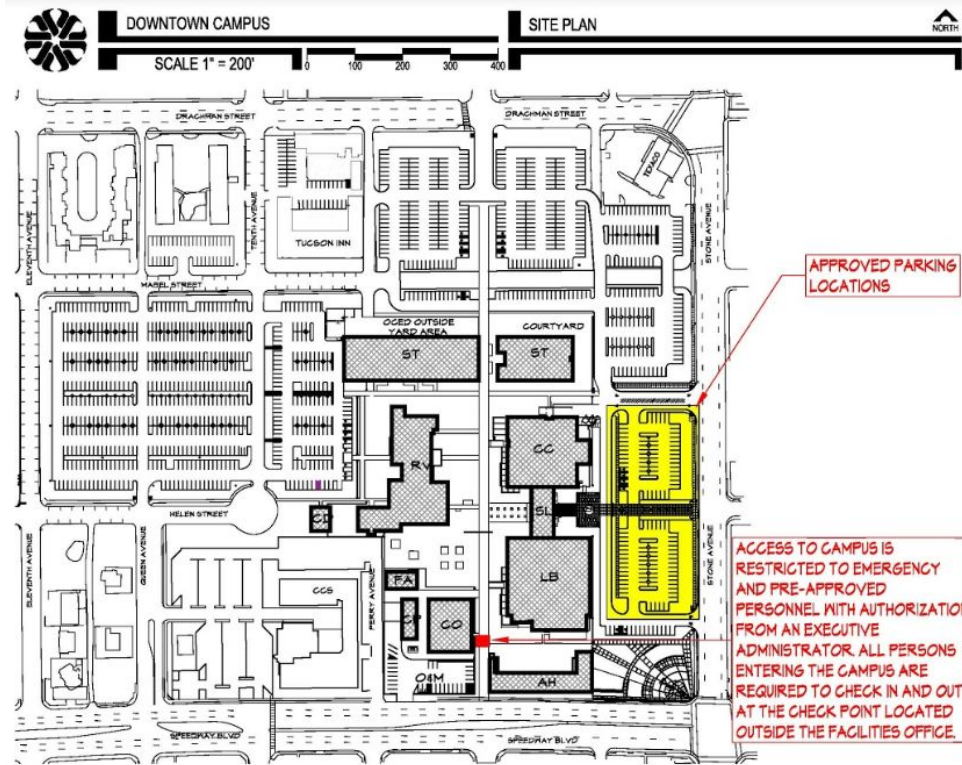 DOWNTOWN CAMPUS
SITE PLAN
NORTH
SCALE 1" = 200'
0 100 200 300 400
DRACHMAN STREET
DRACHMAN STREET
TEXACO
ELEVENTH AVENUE
TENTH AVENUE
STONE AVENUE
TUCSON INN
MABEL STREET
APPROVED PARKING
LOCATIONS
OCED OUTSIDE
YARD AREA
COURTYARD
ST
ST
CC
RV
SL
HELEN STREET
CD
LB
ELEVENTH AVENUE
QUEEN AVENUE
PERRY AVENUE
STONE AVENUE
CCS
FA
CP
CO
O&M
AH
ACCESS TO CAMPUS IS
RESTRICTED TO EMERGENCY
AND PRE-APPROVED
PERSONNEL WITH AUTHORIZATIO
FROM AN EXECUTIVE
ADMINISTRATOR ALL PERSONS
ENTERING THE CAMPUS ARE
REQUIRED TO CHECK IN AND OUT
AT THE CHECK POINT LOCATED
OUTSIDE THE FACILITIES OFFICE.
SPEEDWAY BLVD
SPEEDWAY BLVD